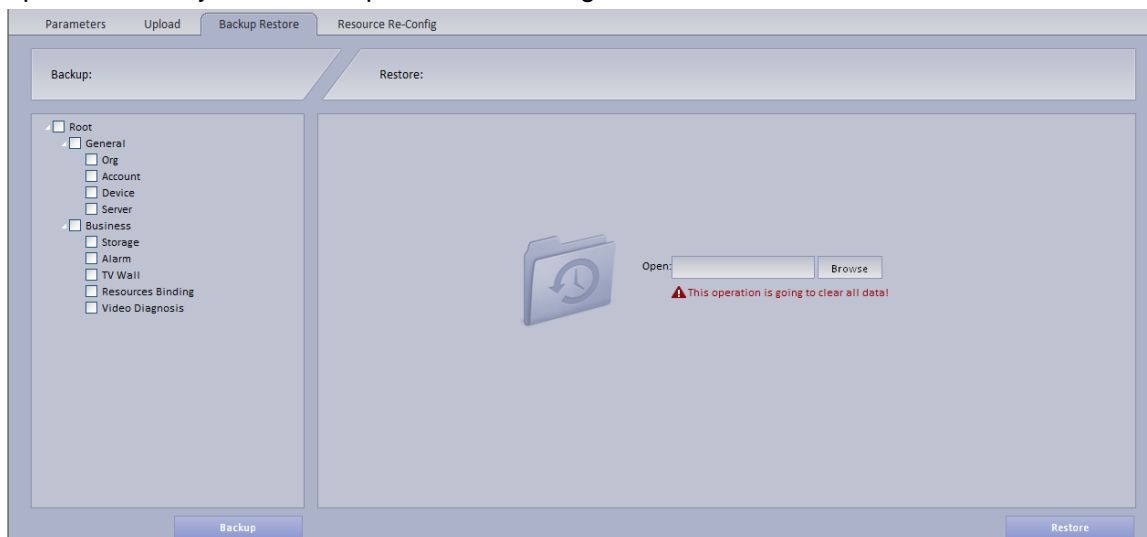 Parameters Upload Backup Restore Resource Re-Config
Backup: Restore:
Root
General
Org
Account
Device
Server
Business
Storage
Alarm
TV Wall
Resources Binding
Video Diagnosis
Open: Browse
This operation is going to clear all data!
Backup Restore